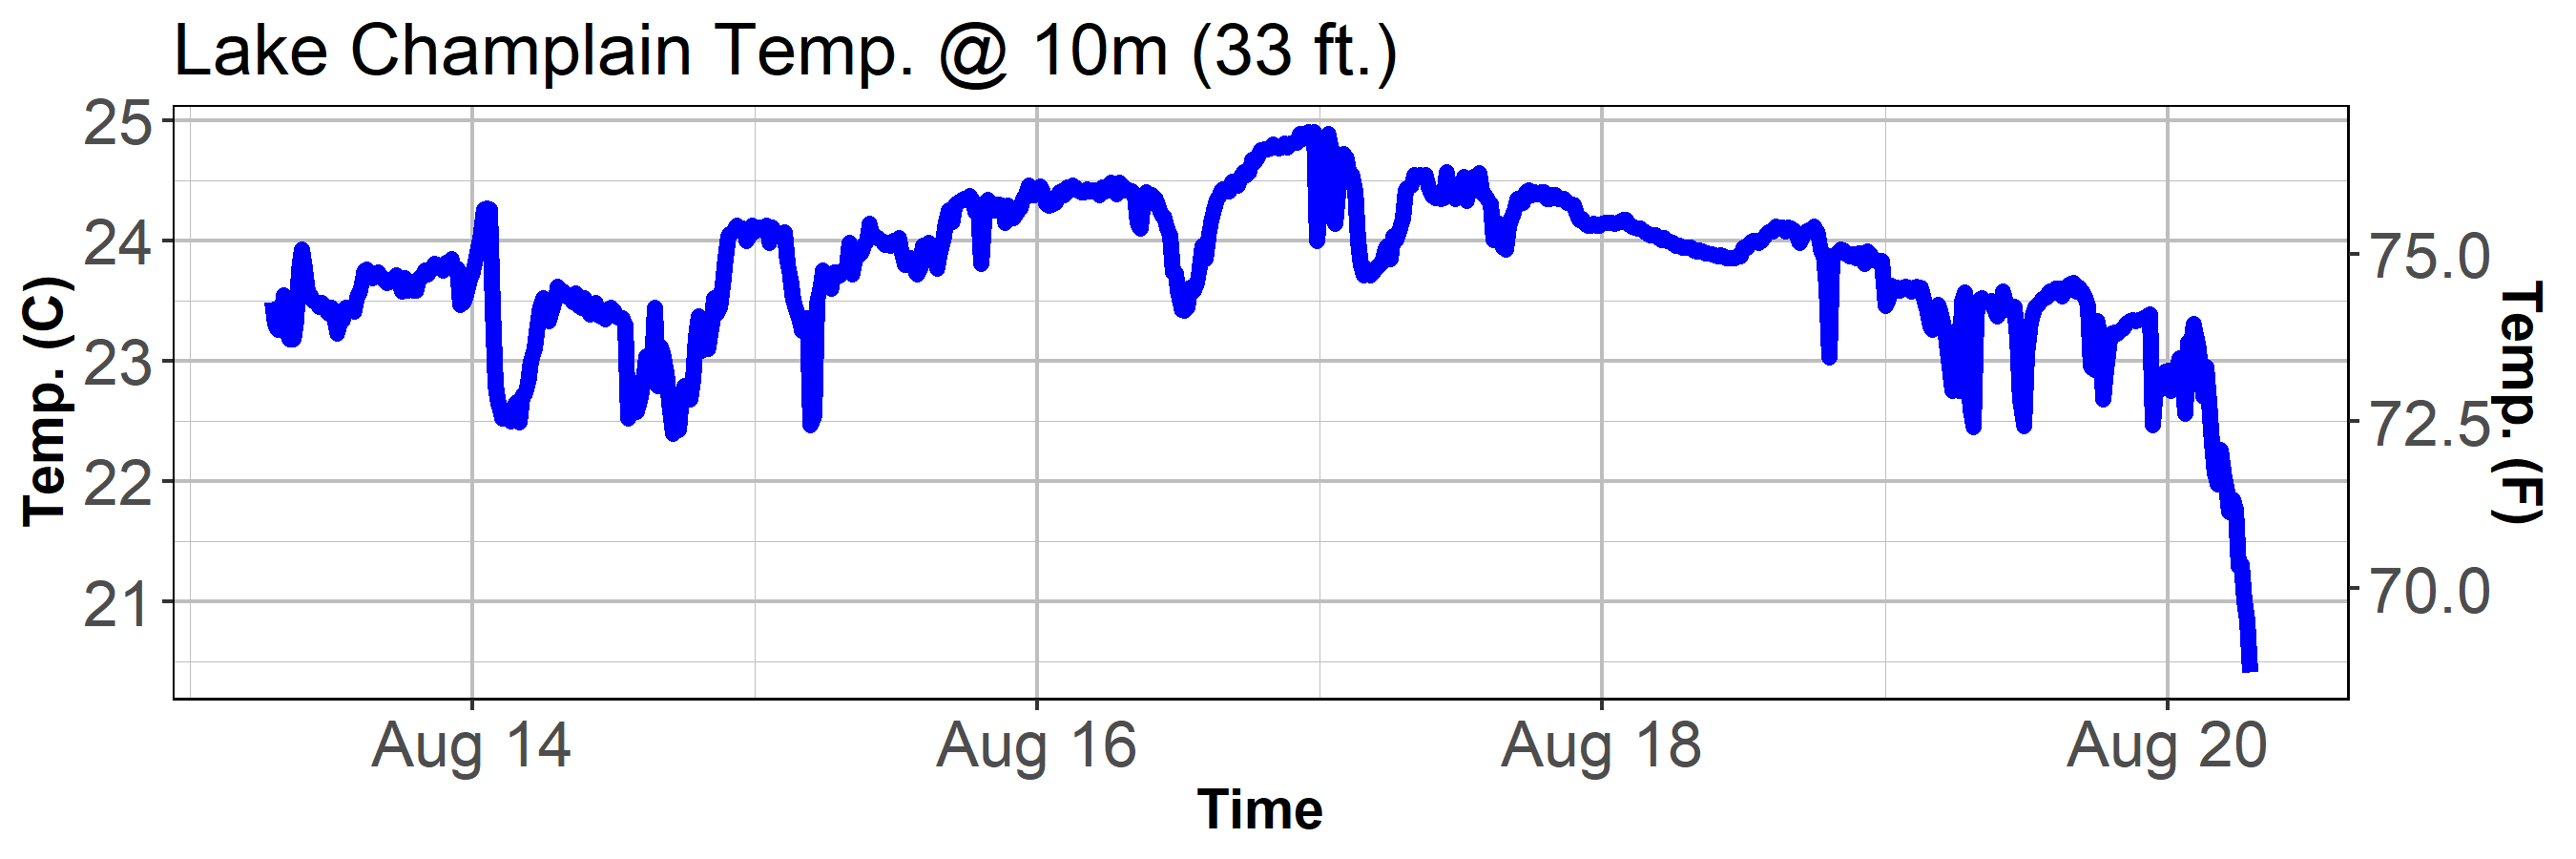 Lake Champlain Temp. @ 10m (33 ft.)
25
24
23
22
21
Temp. (C)
75.0
72.5
70.0
Temp. (F)
Aug 14
Aug 16
Aug 18
Aug 20
Time